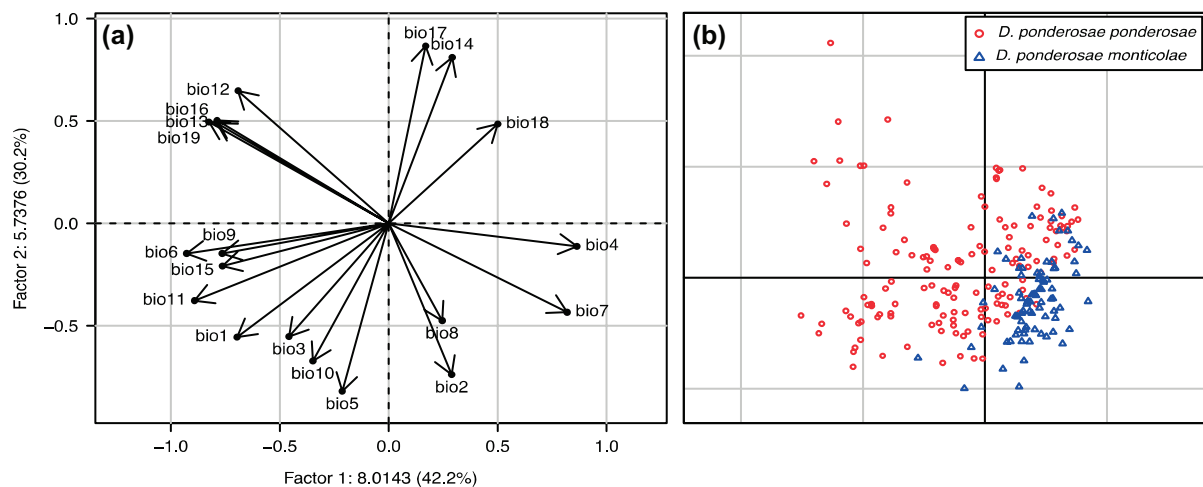 (a)
1.0
0.5
0.0
−0.5
Factor 2: 5.7376 (30.2%)
bio17
bio14
bio12
bio16
bio13
bio19
bio18
bio9
bio6
bio15
bio4
bio11
bio1
bio3
bio8
bio7
bio10
bio2
bio5
−1.0
−0.5
0.0
0.5
1.0
Factor 1: 8.0143 (42.2%)
(b)
D. ponderosae ponderosae
D. ponderosae monticolae